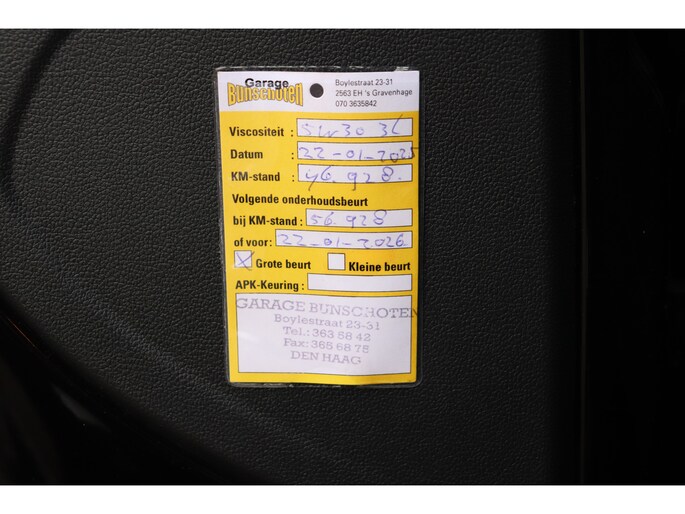 Garage
BUNSCHOTEN
Boylestraat 23-31
2563 EH 's Gravenhage
070 3635842
Viscositeit : 5W30 3L
Datum : 22-01-2025
KM-stand : 46.928.
Volgende onderhoudsbeurt
bij KM-stand : 56.928
of voor: 22-01-2026
Grote beurt Kleine beurt
APK-Keuring :
GARAGE BUNSCHOTEN
Boylestraat 23-31
Tel.: 363 58 42
Fax: 365 68 75
DEN HAAG